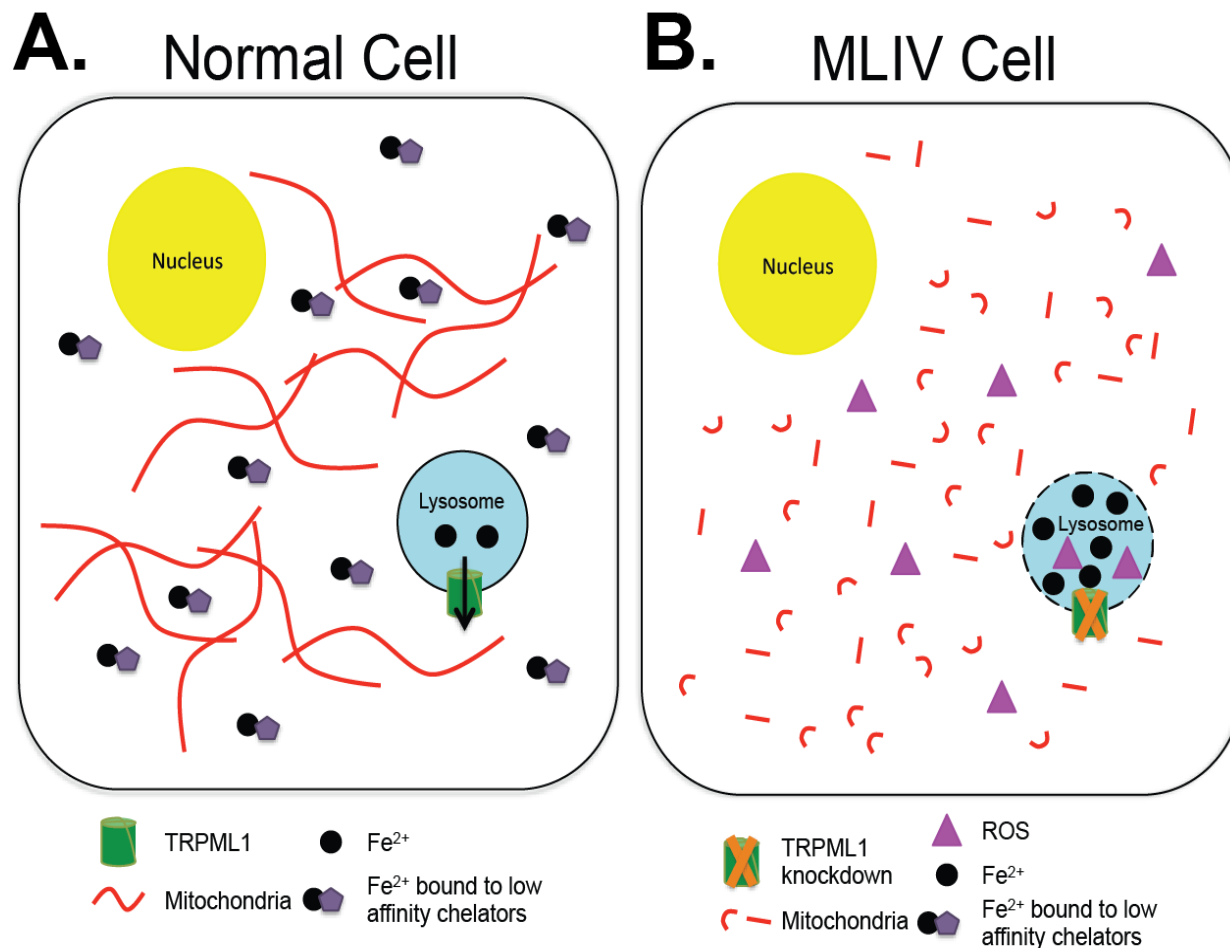 A. Normal Cell
Nucleus
Lysosome
TRPML1
Fe²⁺
Mitochondria
Fe²⁺ bound to low
affinity chelators
B. MLIV Cell
Nucleus
Lysosome
TRPML1
knockdown
Mitochondria
ROS
Fe²⁺
Fe²⁺ bound to low
affinity chelators